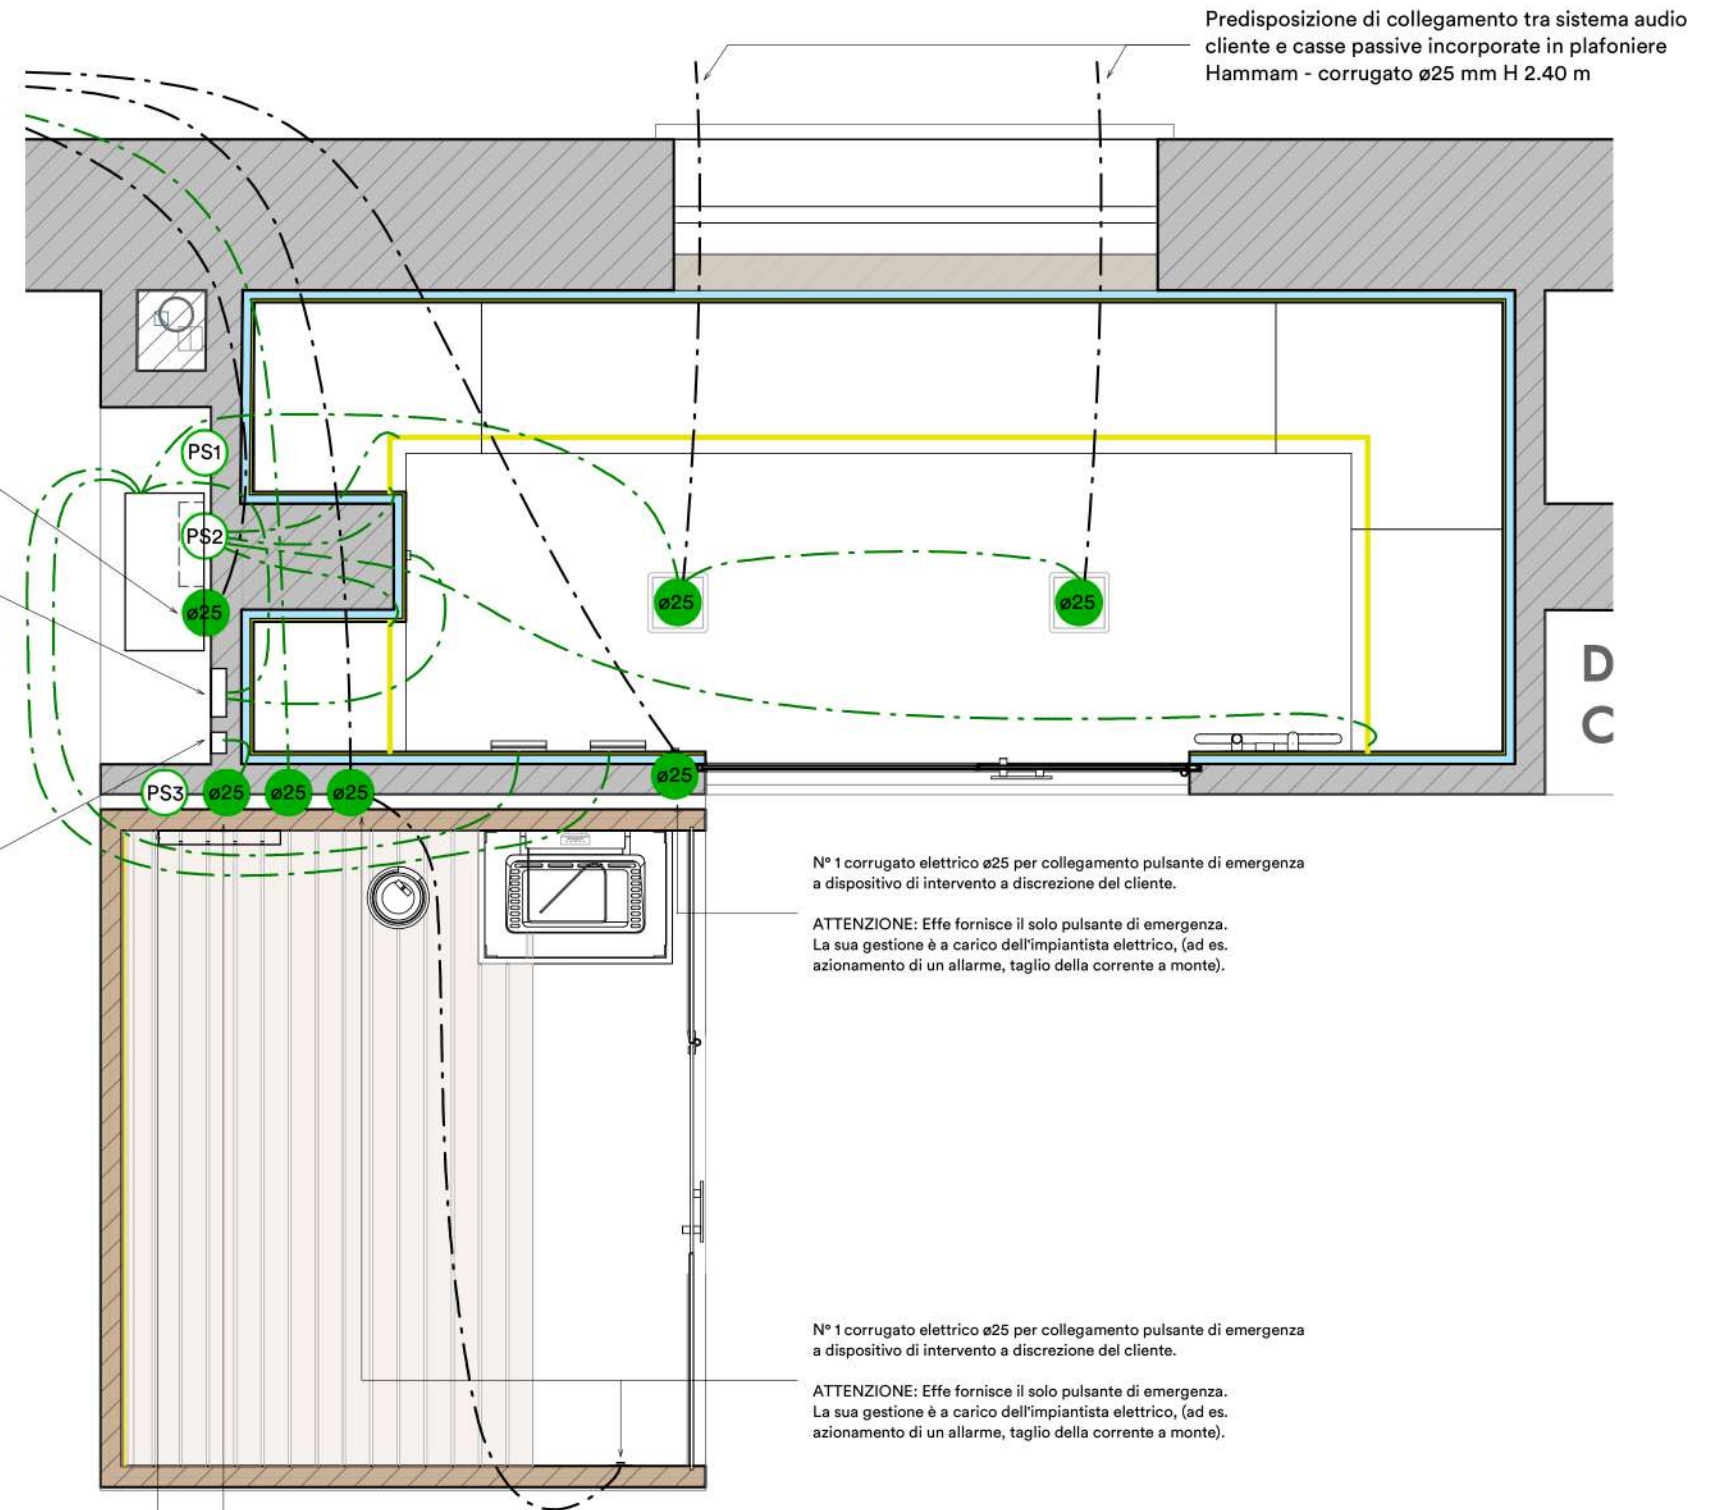 Predisposizione di collegamento tra sistema audio
cliente e casse passive incorporate in plafoniere
Hammam - corrugato ø25 mm H 2.40 m
PS1
PS2
ø25
ø25
ø25
D
C
ø25
PS3
ø25
ø25
ø25
N° 1 corrugato elettrico ø25 per collegamento pulsante di emergenza
a dispositivo di intervento a discrezione del cliente.
ATTENZIONE: Effe fornisce il solo pulsante di emergenza.
La sua gestione è a carico dell'impiantista elettrico, (ad es.
azionamento di un allarme, taglio della corrente a monte).
N° 1 corrugato elettrico ø25 per collegamento pulsante di emergenza
a dispositivo di intervento a discrezione del cliente.
ATTENZIONE: Effe fornisce il solo pulsante di emergenza.
La sua gestione è a carico dell'impiantista elettrico, (ad es.
azionamento di un allarme, taglio della corrente a monte).